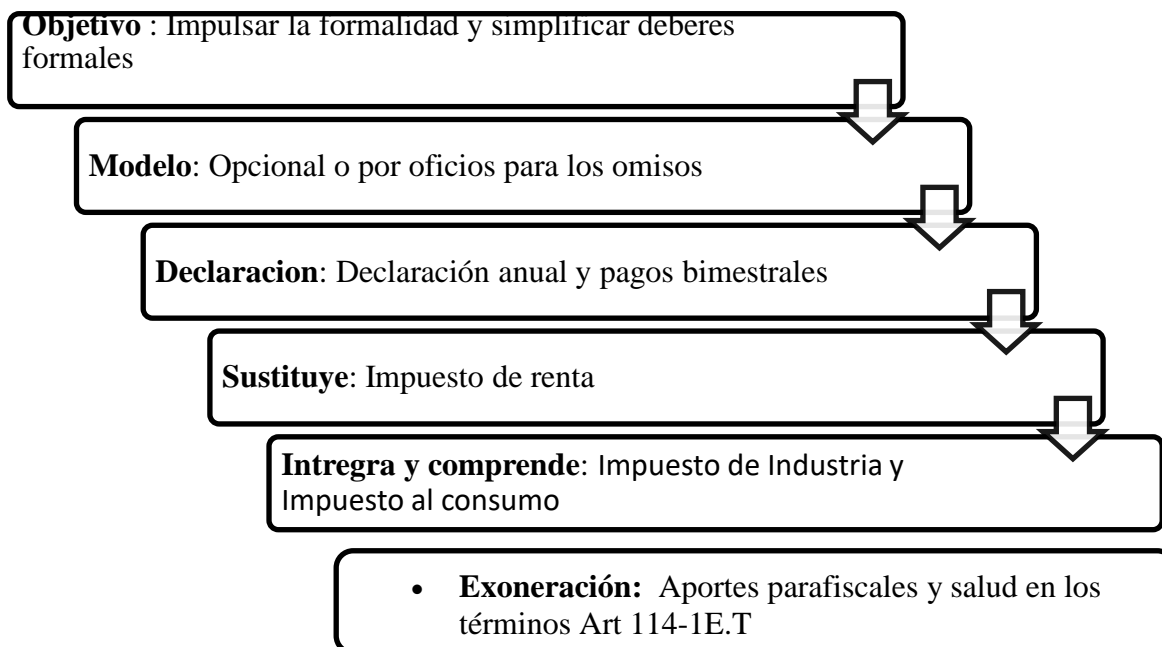 Objetivo : Impulsar la formalidad y simplificar deberes
formales
Modelo: Opcional o por oficios para los omisos
Declaracion: Declaración anual y pagos bimestrales
Sustituye: Impuesto de renta
Intregra y comprende: Impuesto de Industria y
Impuesto al consumo
• Exoneración: Aportes parafiscales y salud en los
términos Art 114-1E.T